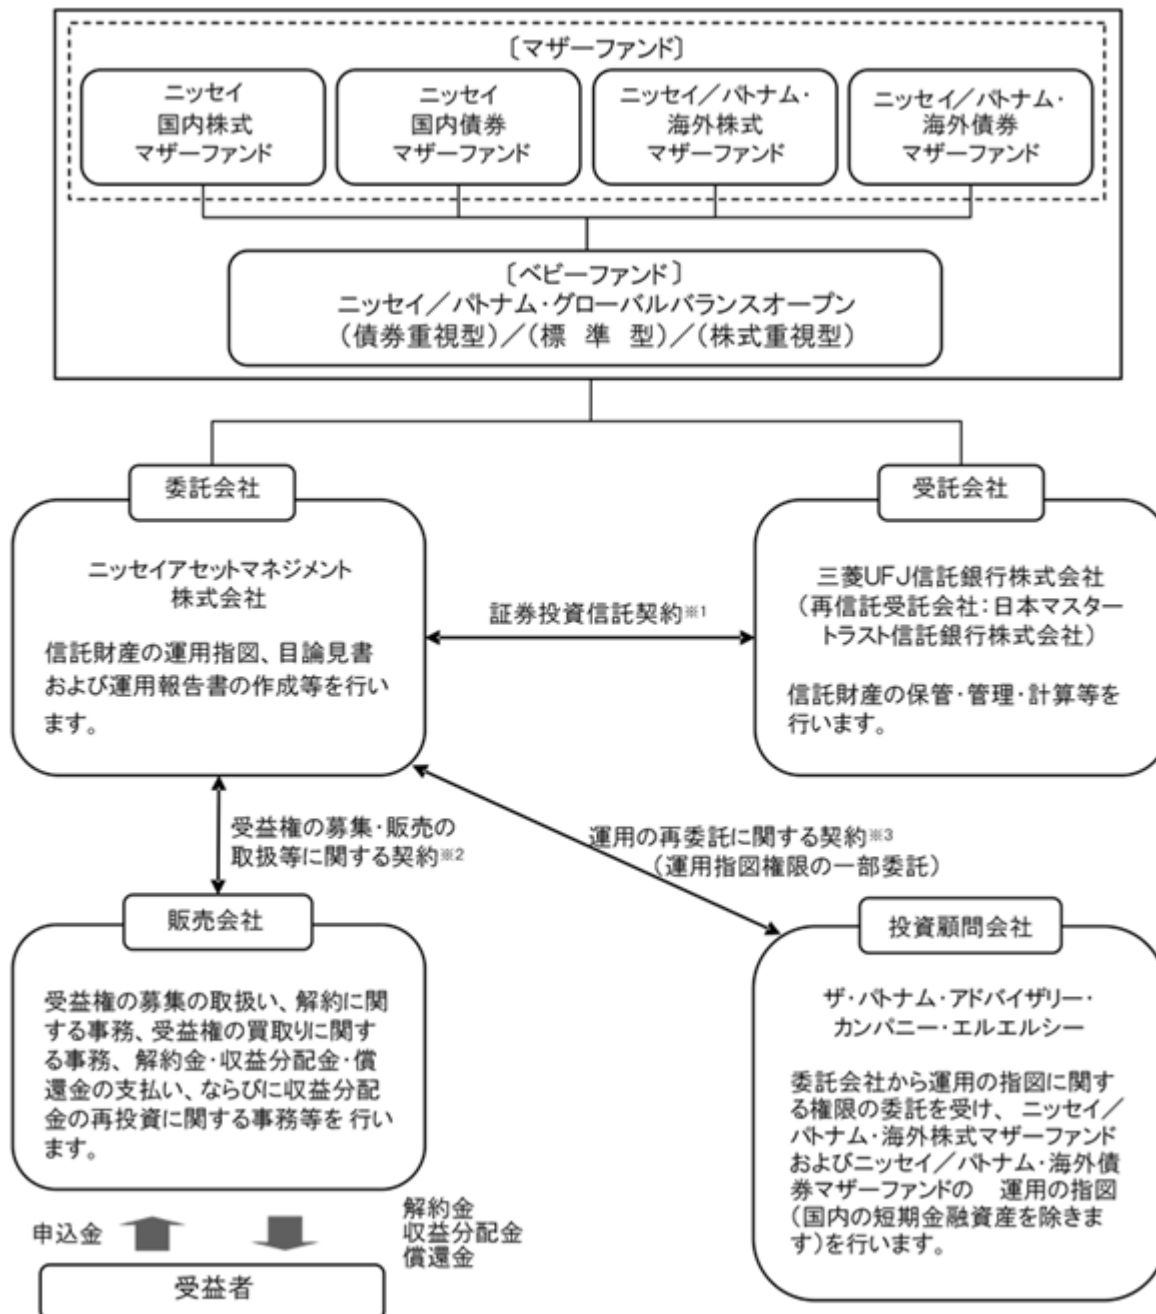 〔マザーファンド〕
ニッセイ
国内株式
マザーファンド
ニッセイ
国内債券
マザーファンド
ニッセイ／パトナム・
海外株式
マザーファンド
ニッセイ／パトナム・
海外債券
マザーファンド
〔ベビーファンド〕
ニッセイ／パトナム・グローバルバランスオープン
（債券重視型）／（標　準　型）／（株式重視型）
委託会社
ニッセイアセットマネジメント
株式会社
信託財産の運用指図、目論見書
および運用報告書の作成等を行い
ます。
証券投資信託契約※1
受託会社
三菱UFJ信託銀行株式会社
（再信託受託会社：日本マスター
トラスト信託銀行株式会社）
信託財産の保管・管理・計算等を
行います。
受益権の募集・販売の
取扱等に関する契約※2
運用の再委託に関する契約※3
（運用指図権限の一部委託）
販売会社
受益権の募集の取扱い、解約に関
する事務、受益権の買取りに関す
る事務、解約金・収益分配金・償
還金の支払い、ならびに収益分配
金の再投資に関する事務等を 行い
ます。
投資顧問会社
ザ・パトナム・アドバイザリー・
カンパニー・エルエルシー
委託会社から運用の指図に関す
る権限の委託を受け、 ニッセイ／
パトナム・海外株式マザーファンド
およびニッセイ／パトナム・海外債
券マザーファンドの　運用の指図
（国内の短期金融資産を除きま
す）を行います。
申込金
解約金
収益分配金
償還金
受益者